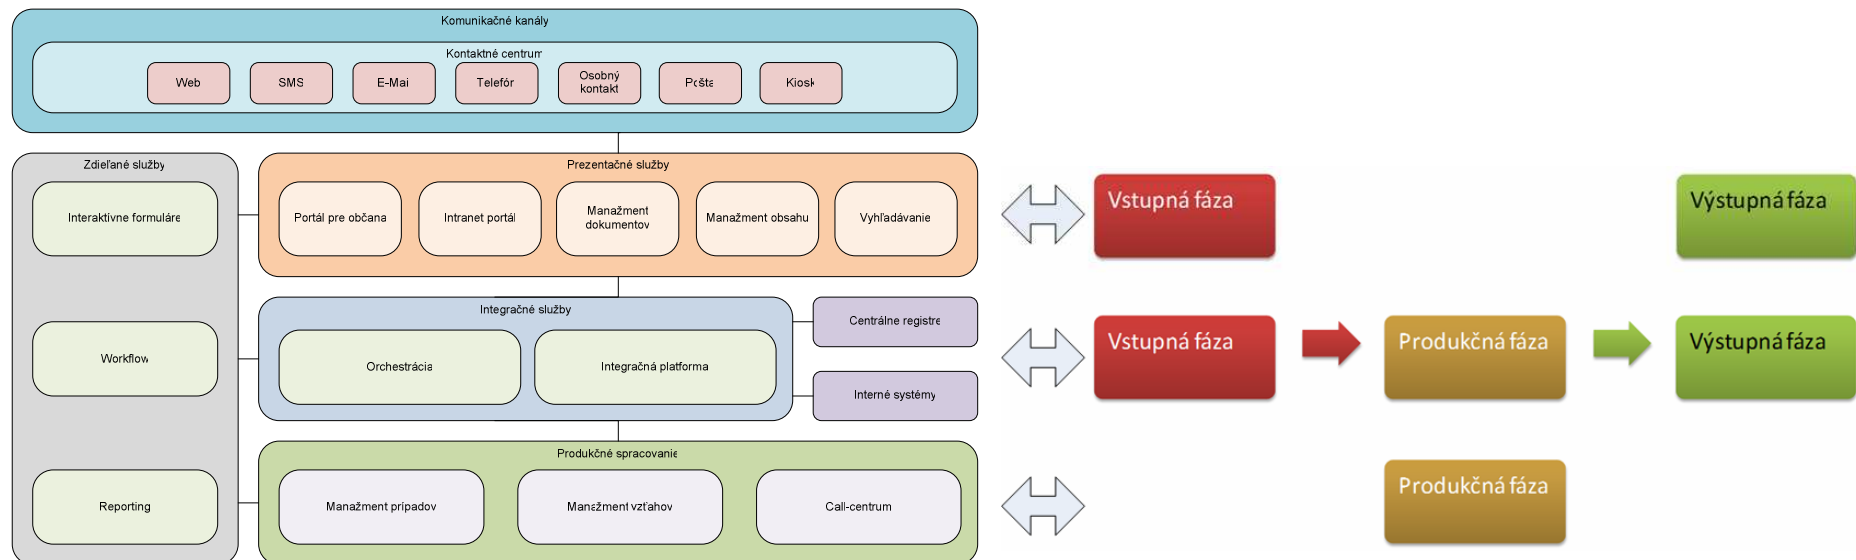 Komunikačné kanály
Kontaktné centrum
Web
SMS
E-Mai
Telefór
Osobný
kontakt
Pošta
Kiosk
Zdieľané služby
Interaktívne formuláre
Workflow
Reporting
Prezentačné služby
Portál pre občana
Intranet portál
Manažment
dokumentov
Manažment obsahu
Vyhľadávanie
Integračné služby
Orchestrácia
Integračná platforma
Centrálne registre
Interné systémy
Produkčné spracovanie
Manažment prípadov
Manažment vzťahov
Call-centrum
Vstupná fáza
Výstupná fáza
Vstupná fáza
Produkčná fáza
Výstupná fáza
Produkčná fáza